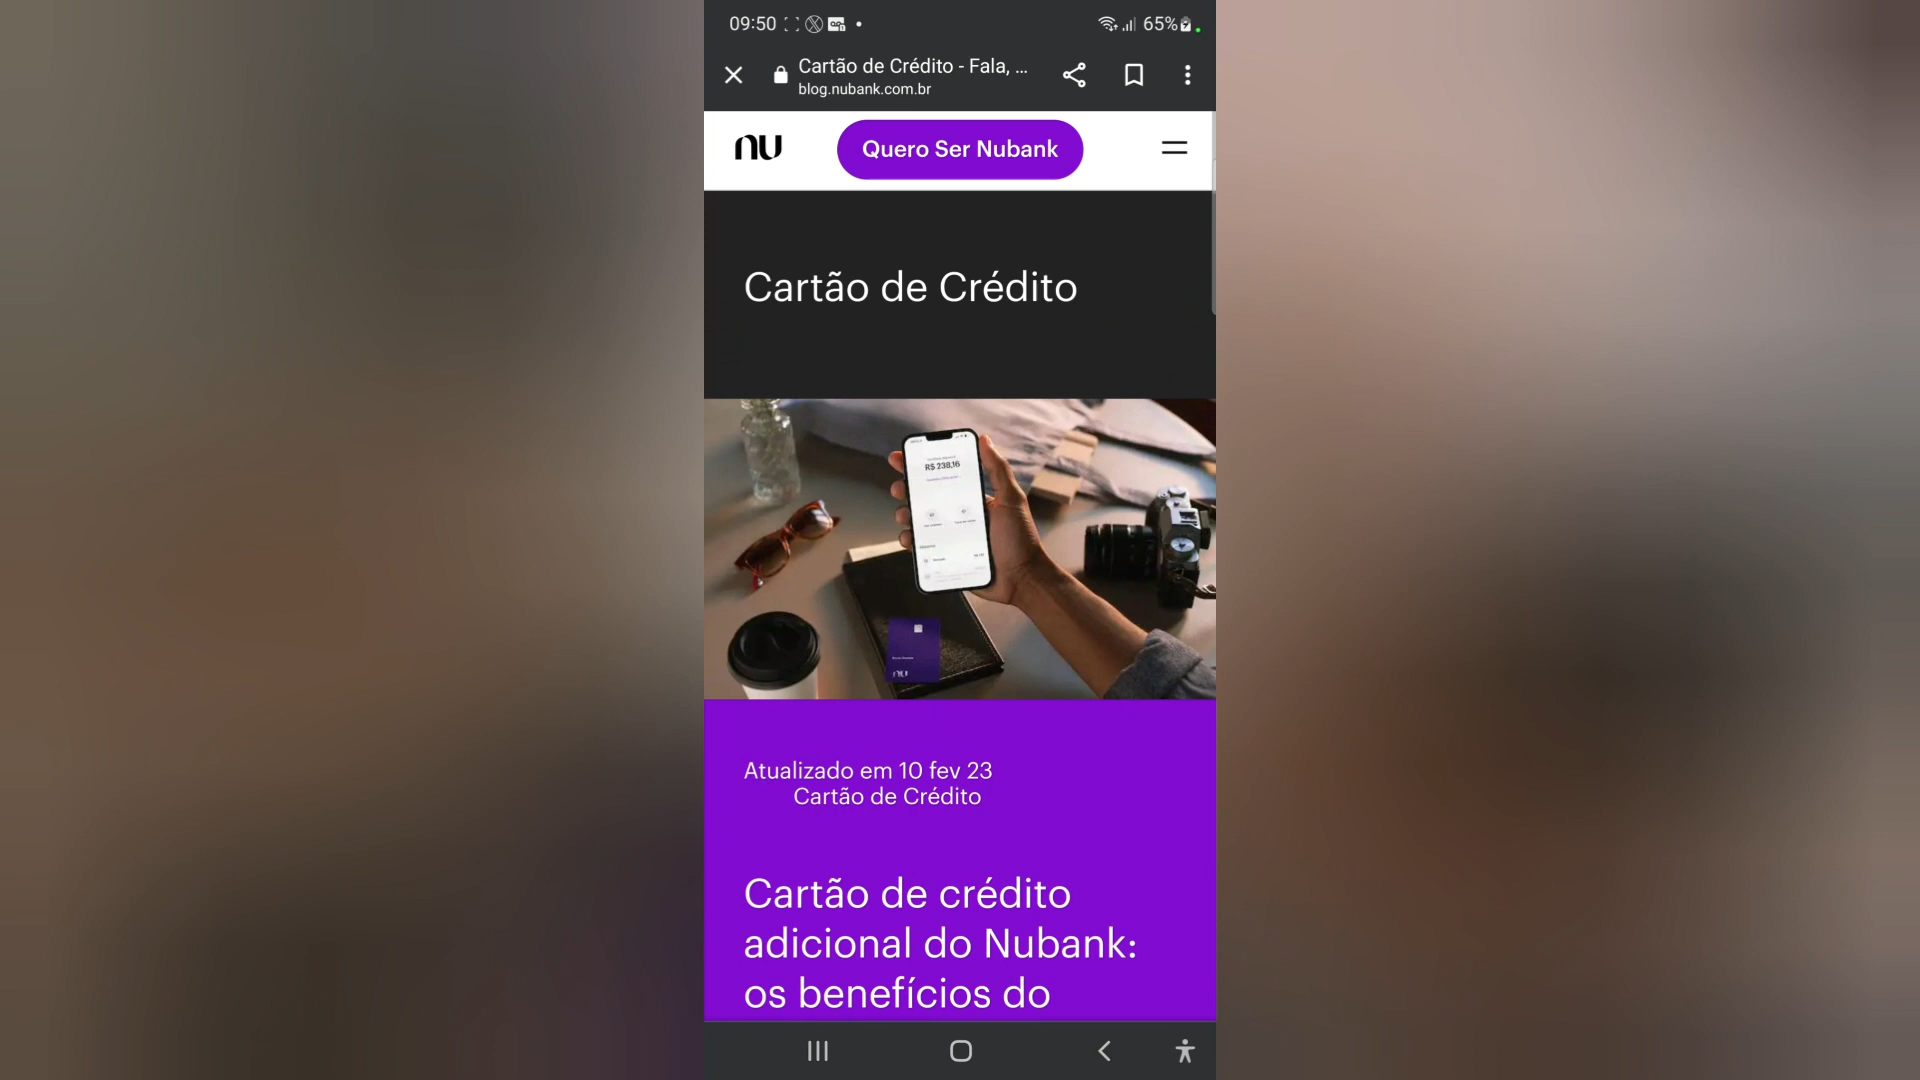 09:50
65%
Cartão de Crédito - Fala, ...
blog.nubank.com.br
nu
Quero Ser Nubank
Cartão de Crédito
R$ 238,16
nu
Atualizado em 10 fev 23
Cartão de Crédito
Cartão de crédito
adicional do Nubank:
os benefícios do